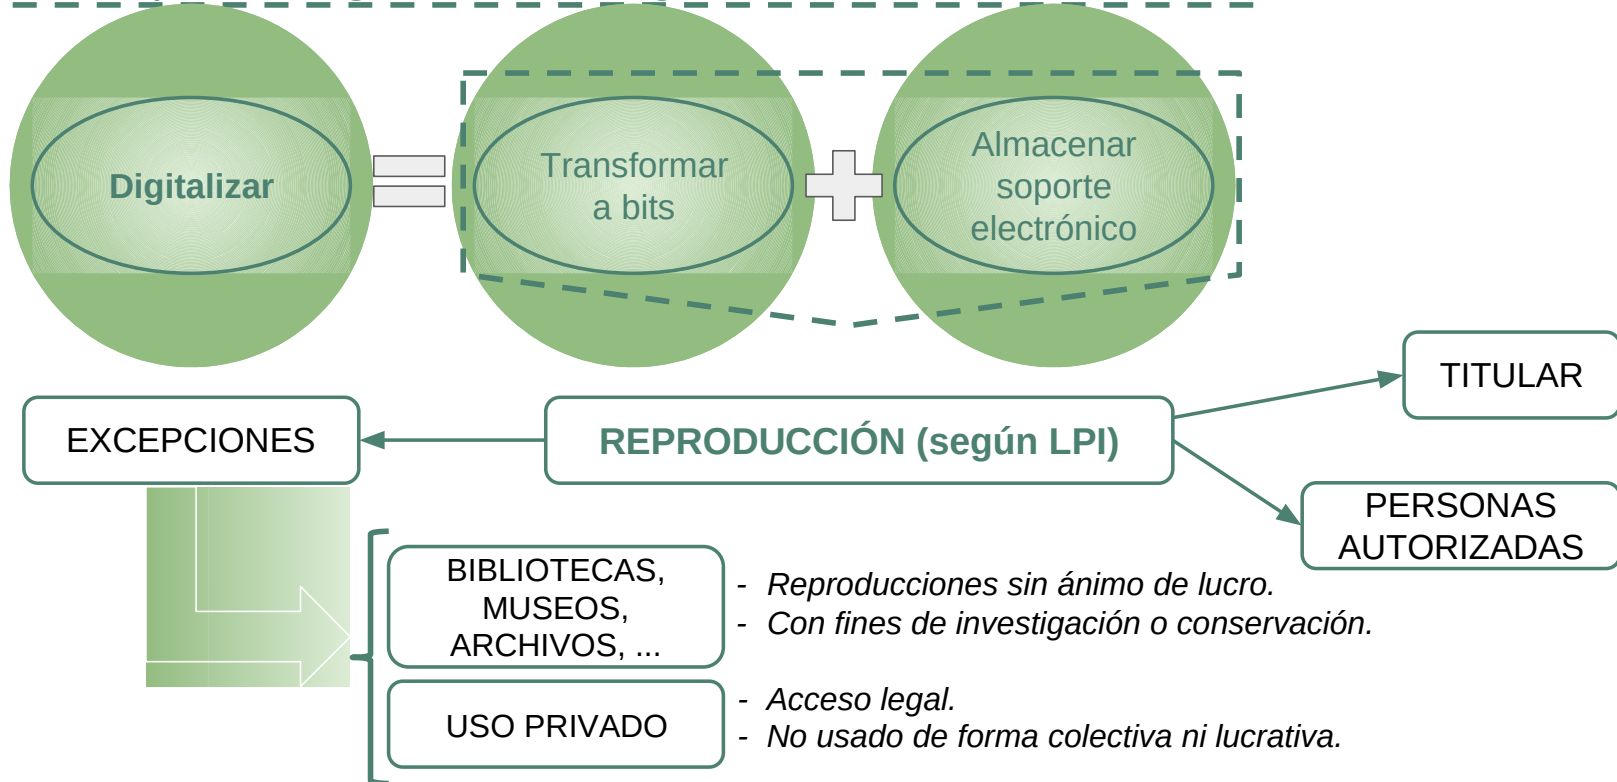 Digitalizar
Transformar
a bits
Almacenar
soporte
electrónico
TITULAR
EXCEPCIONES
REPRODUCCIÓN (según LPI)
PERSONAS
AUTORIZADAS
BIBLIOTECAS,
MUSEOS,
ARCHIVOS, ...
- Reproducciones sin ánimo de lucro.
- Con fines de investigación o conservación.
USO PRIVADO
- Acceso legal.
- No usado de forma colectiva ni lucrativa.